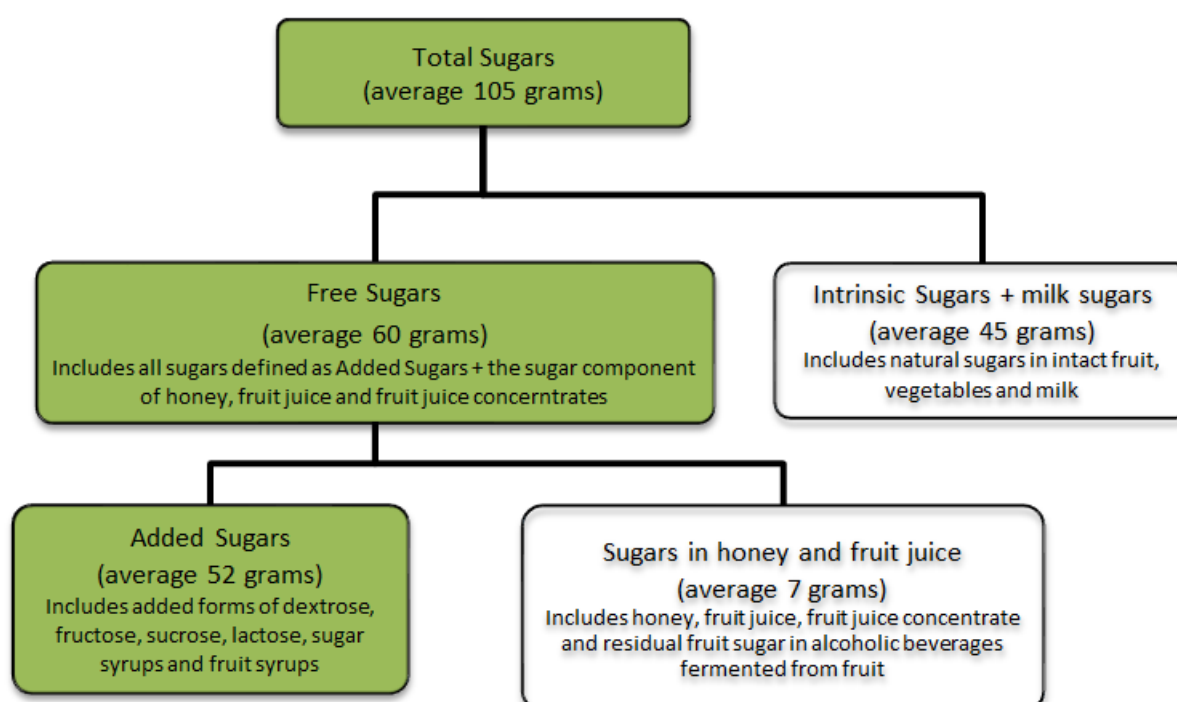 Total Sugars
(average 105 grams)
Free Sugars
(average 60 grams)
Includes all sugars defined as Added Sugars + the sugar component
of honey, fruit juice and fruit juice concerntrates
Intrinsic Sugars + milk sugars
(average 45 grams)
Includes natural sugars in intact fruit,
vegetables and milk
Added Sugars
(average 52 grams)
Includes added forms of dextrose,
fructose, sucrose, lactose, sugar
syrups and fruit syrups
Sugars in honey and fruit juice
(average 7 grams)
Includes honey, fruit juice, fruit juice concentrate
and residual fruit sugar in alcoholic beverages
fermented from fruit